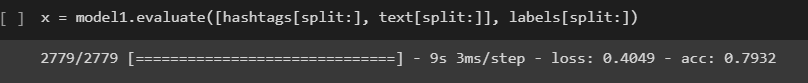 [ ] x = model1.evaluate([hashtags[split:], text[split:]], labels[split:])
2779/2779 [==============================] - 9s 3ms/step - loss: 0.4049 - acc: 0.7932